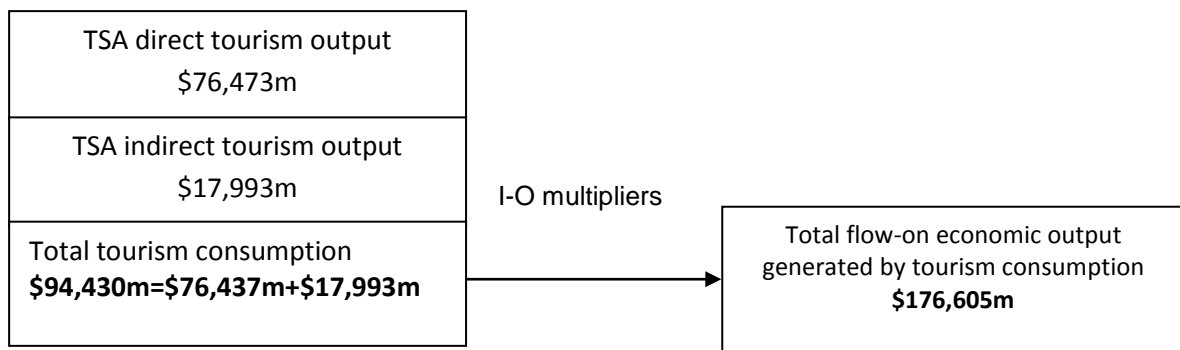 TSA direct tourism output
$76,473m
TSA indirect tourism output
$17,993m
I-O multipliers
Total tourism consumption
$94,430m=$76,437m+$17,993m
Total flow-on economic output
generated by tourism consumption
$176,605m